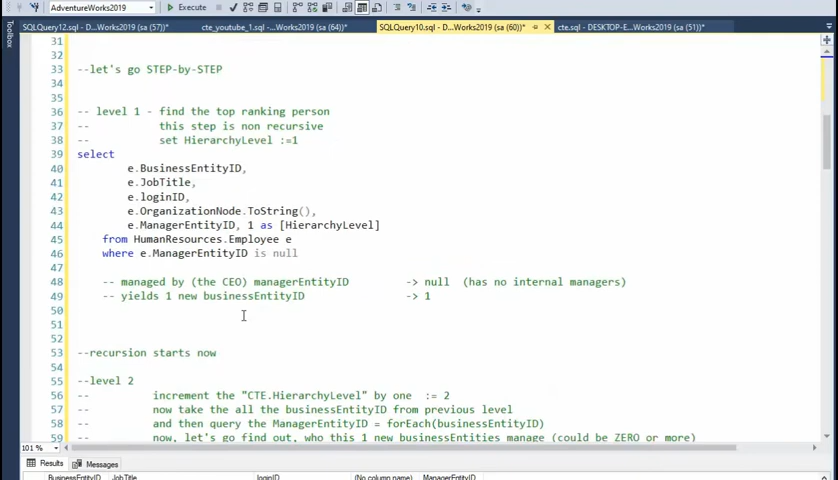 AdventureWorks2019
Execute
SQLQuery12.sql - D...Works2019 (sa (57))*
cte_youtube_1.sql -...Works2019 (sa (64))*
SQLQuery10.sql - D...Works2019 (sa (60))*
cte.sql - DESKTOP-E...Works2019 (sa (51))*
Toolbox
31
32
33 --let's go STEP-by-STEP
34
35
36 -- level 1 - find the top ranking person
37 -- this step is non recursive
38 -- set HierarchyLevel :=1
39 select
40 e.BusinessEntityID,
41 e.JobTitle,
42 e.loginID,
43 e.OrganizationNode.ToString(),
44 e.ManagerEntityID, 1 as [HierarchyLevel]
45 from HumanResources.Employee e
46 where e.ManagerEntityID is null
47
48 -- managed by (the CEO) managerEntityID -> null (has no internal managers)
49 -- yields 1 new businessEntityID -> 1
50
51
52
53 --recursion starts now
54
55 --level 2
56 -- increment the "CTE.HierarchyLevel" by one := 2
57 -- now take the all the businessEntityID from previous level
58 -- and then query the ManagerEntityID = forEach(businessEntityID)
59 -- now, let's go find out, who this 1 new businessEntities manage (could be ZERO or more)
101 %
Results Messages
BusinessEntityID JobTitle loginID (No column name) ManagerEntityID